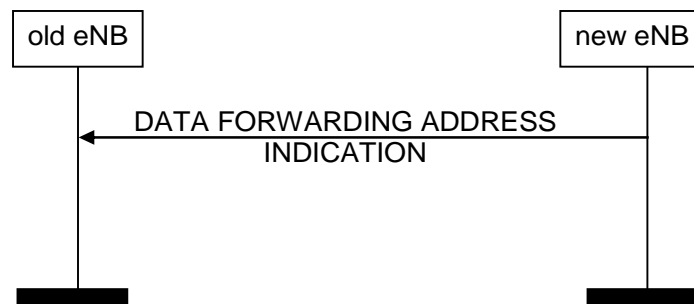 old eNB
new eNB
DATA FORWARDING ADDRESS
INDICATION